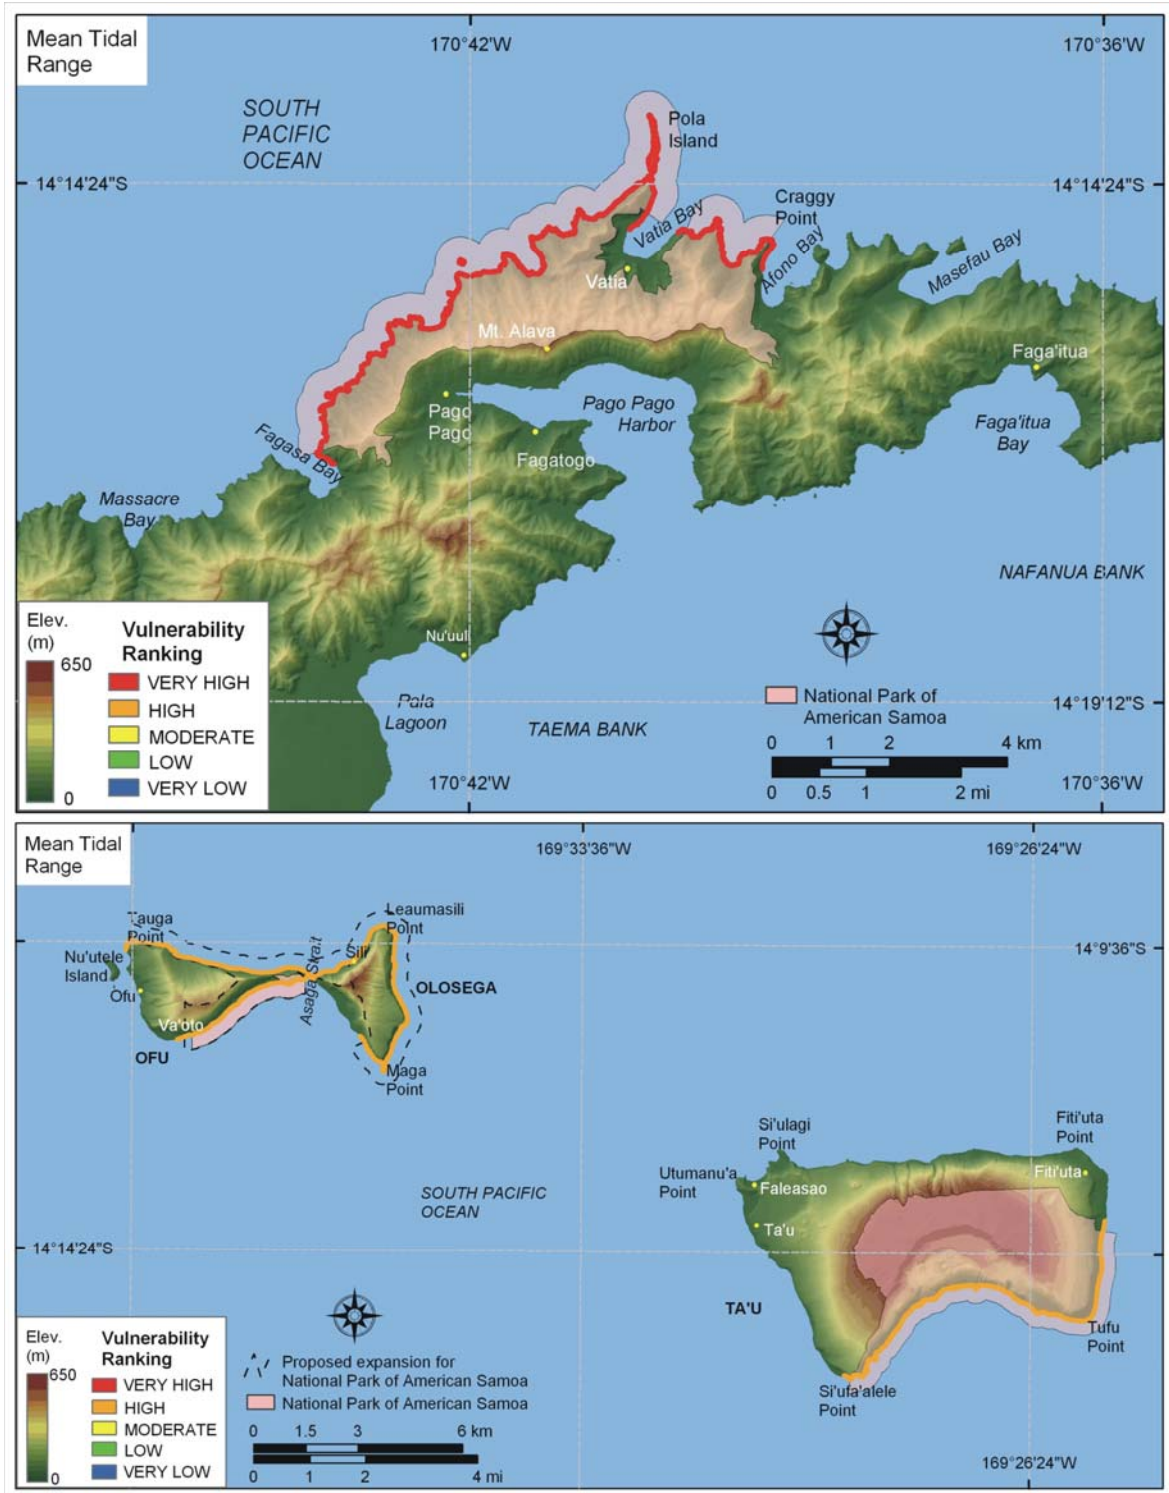 Mean Tidal
Range
170°42'W
170°36'W
SOUTH
PACIFIC
OCEAN
Pola
Island
14°14'24"S
14°14'24"S
Craggy
Point
Vatia Bay
Afono Bay
Masefau Bay
Vatia
Mt. Alava
Faga'itua
Pago
Pago
Pago Pago
Harbor
Faga'itua
Bay
Fagasa Bay
Fagatogo
Massacre
Bay
NAFANUA BANK
Elev.
(m)
650
0
Vulnerability
Ranking
VERY HIGH
HIGH
MODERATE
LOW
VERY LOW
Nu'uuli
Pala
Lagoon
TAEMA BANK
National Park of
American Samoa
14°19'12"S
0 1 2 4 km
0 0.5 1 2 mi
170°42'W
170°36'W
Mean Tidal
Range
169°33'36"W
169°26'24"W
Tauga
Point
Leaumasili
Point
Nu'utele
Island
Sili
Asaga Strait
14°9'36"S
Ofu
OLOSEGA
Va'oto
OFU
Maga
Point
Si'ulagi
Point
Fiti'uta
Point
Utumanu'a
Point
Faleasao
Fiti'uta
SOUTH PACIFIC
OCEAN
Ta'u
14°14'24"S
TA'U
Tufu
Point
Si'ufa'alele
Point
Elev.
(m)
650
0
Vulnerability
Ranking
VERY HIGH
HIGH
MODERATE
LOW
VERY LOW
Proposed expansion for
National Park of American Samoa
National Park of American Samoa
0 1.5 3 6 km
0 1 2 4 mi
169°26'24"W